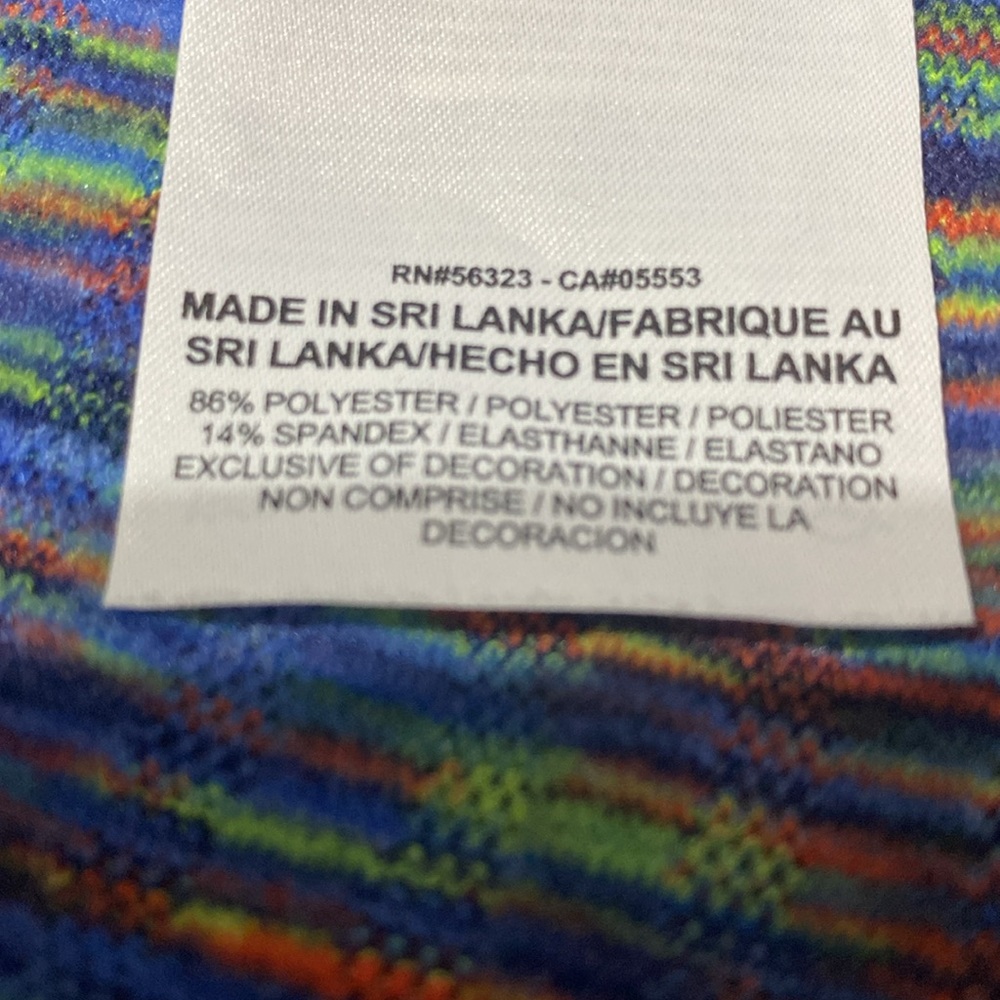 RN#56323 - CA#05553
MADE IN SRI LANKA/FABRIQUE AU
SRI LANKA/HECHO EN SRI LANKA
86% POLYESTER / POLYESTER / POLIESTER
14% SPANDEX / ELASTHANNE / ELASTANO
EXCLUSIVE OF DECORATION / DECORATION
NON COMPRISE / NO INCLUYE LA
DECORACION